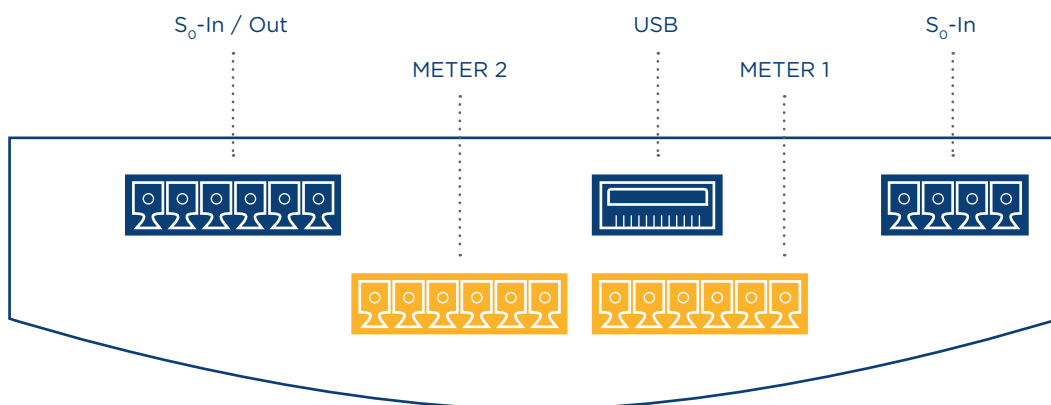 S₀-In / Out
USB
S₀-In
METER 2
METER 1